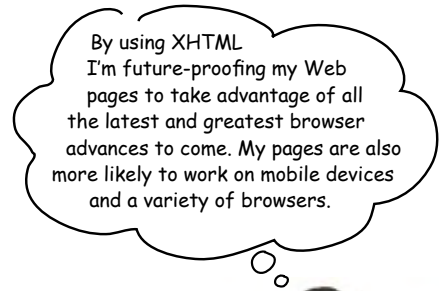 By using XHTML
I'm future-proofing my Web
pages to take advantage of all
the latest and greatest browser
advances to come. My pages are also
more likely to work on mobile devices
and a variety of browsers.